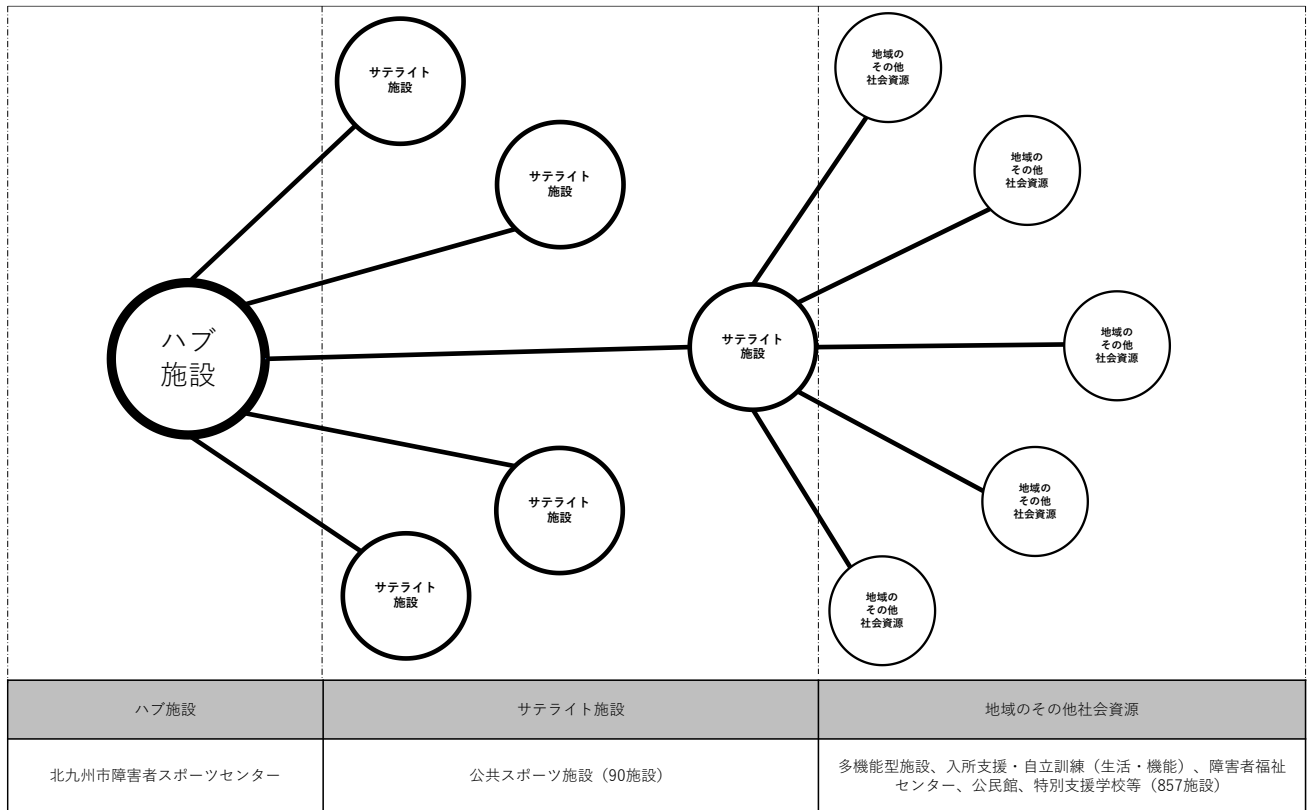 サテライト
施設
地域の
その他
社会資源
サテライト
施設
地域の
その他
社会資源
ハブ
施設
サテライト
施設
地域の
その他
社会資源
サテライト
施設
地域の
その他
社会資源
サテライト
施設
地域の
その他
社会資源
ハブ施設
サテライト施設
地域のその他社会資源
北九州市障害者スポーツセンター
公共スポーツ施設（90施設）
多機能型施設、入所支援・自立訓練（生活・機能）、障害者福祉
センター、公民館、特別支援学校等（857施設）